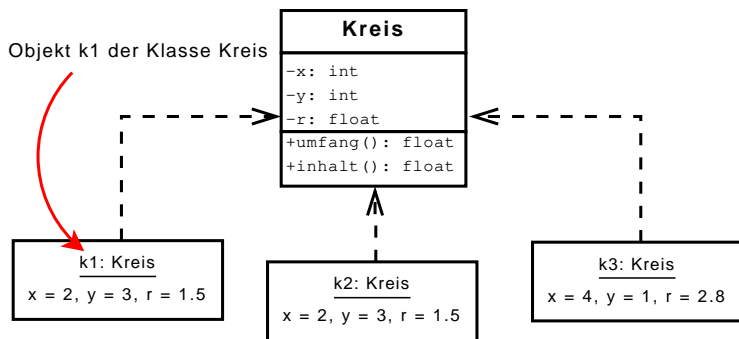 Kreis
Objekt k1 der Klasse Kreis
-x: int
-y: int
-r: float
+umfang(): float
+inhalt(): float
k1: Kreis
x = 2, y = 3, r = 1.5
k2: Kreis
x = 2, y = 3, r = 1.5
k3: Kreis
x = 4, y = 1, r = 2.8